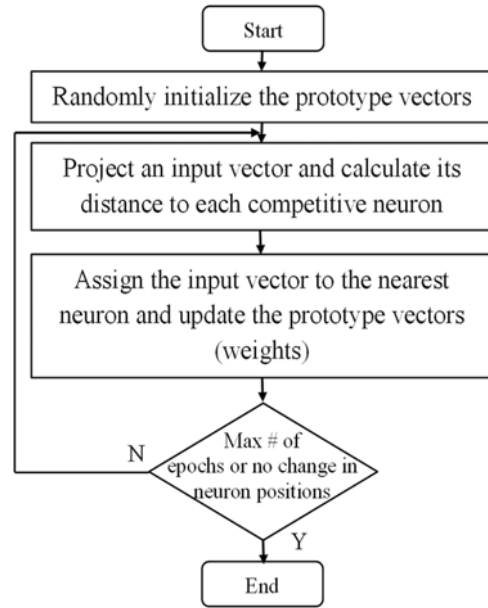 Start
Randomly initialize the prototype vectors
Project an input vector and calculate its
distance to each competitive neuron
Assign the input vector to the nearest
neuron and update the prototype vectors
(weights)
Max # of
epochs or no change in
neuron positions
N
Y
End